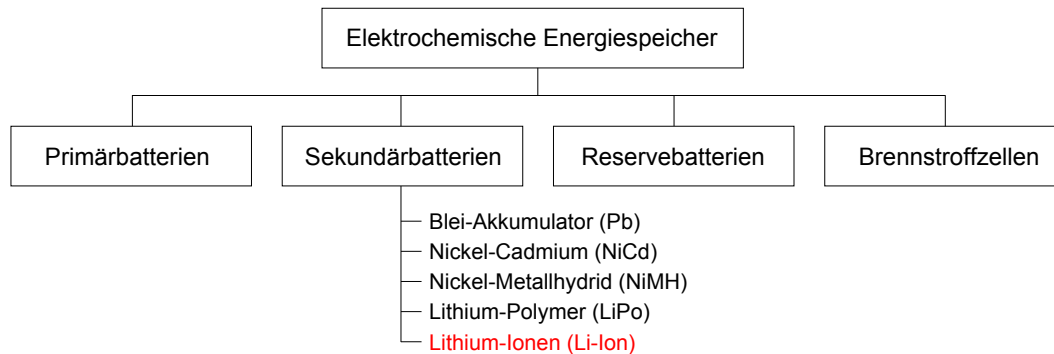 Elektrochemische Energiespeicher
Primärbatterien
Sekundärbatterien
Reservebatterien
Brennstroffzellen
Blei-Akkumulator (Pb)
Nickel-Cadmium (NiCd)
Nickel-Metallhydrid (NiMH)
Lithium-Polymer (LiPo)
Lithium-Ionen (Li-Ion)